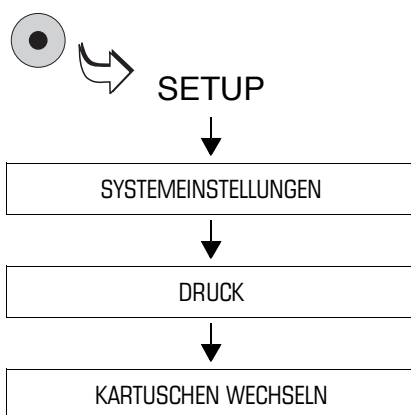 SETUP
SYSTEMEINSTELLUNGEN
DRUCK
KARTUSCHEN WECHSELN